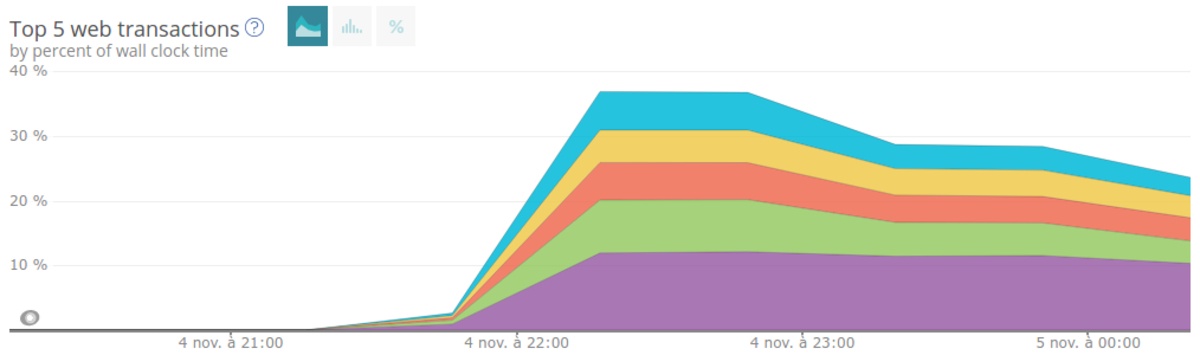 Top 5 web transactions ?
%
by percent of wall clock time
40 %
30 %
20 %
10 %
4 nov. à 21:00
4 nov. à 22:00
4 nov. à 23:00
5 nov. à 00:00